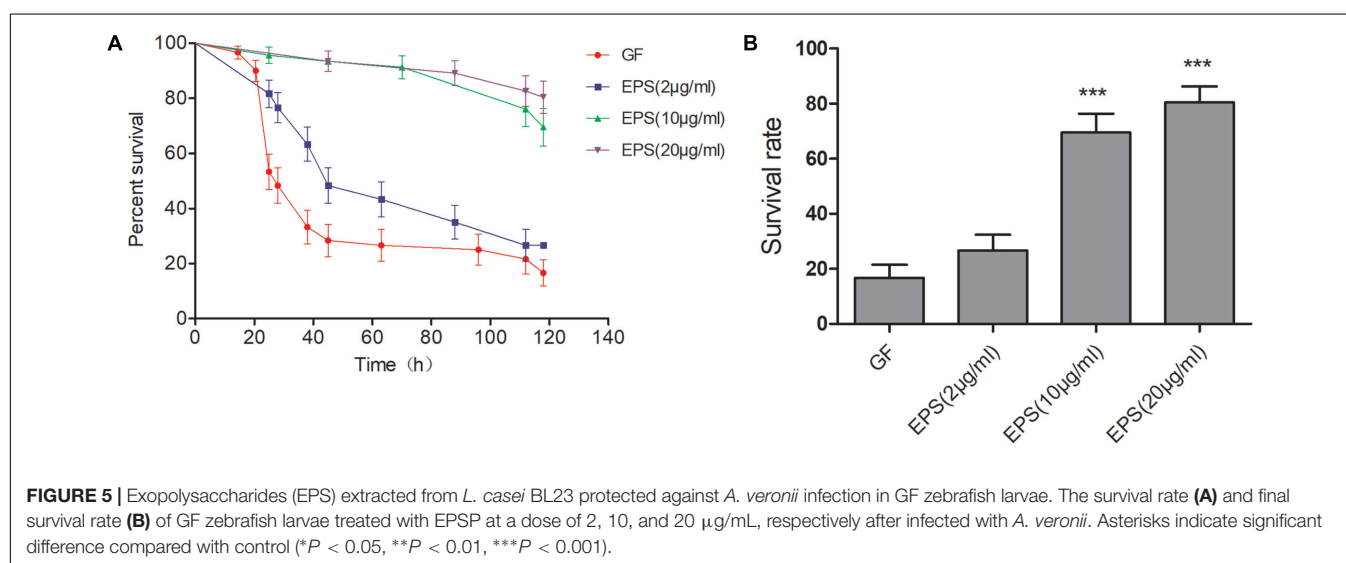 A
Percent survival
100
80
60
40
20
0
0 20 40 60 80 100 120 140
Time (h)
GF
EPS(2μg/ml)
EPS(10μg/ml)
EPS(20μg/ml)
B
Survival rate
100
80
60
40
20
0
***
***
GF
EPS(2μg/ml)
EPS(10μg/ml)
EPS(20μg/ml)
FIGURE 5 | Exopolysaccharides (EPS) extracted from L. casei BL23 protected against A. veronii infection in GF zebrafish larvae. The survival rate (A) and final
survival rate (B) of GF zebrafish larvae treated with EPSP at a dose of 2, 10, and 20 μg/mL, respectively after infected with A. veronii. Asterisks indicate significant
difference compared with control (*P < 0.05, **P < 0.01, ***P < 0.001).